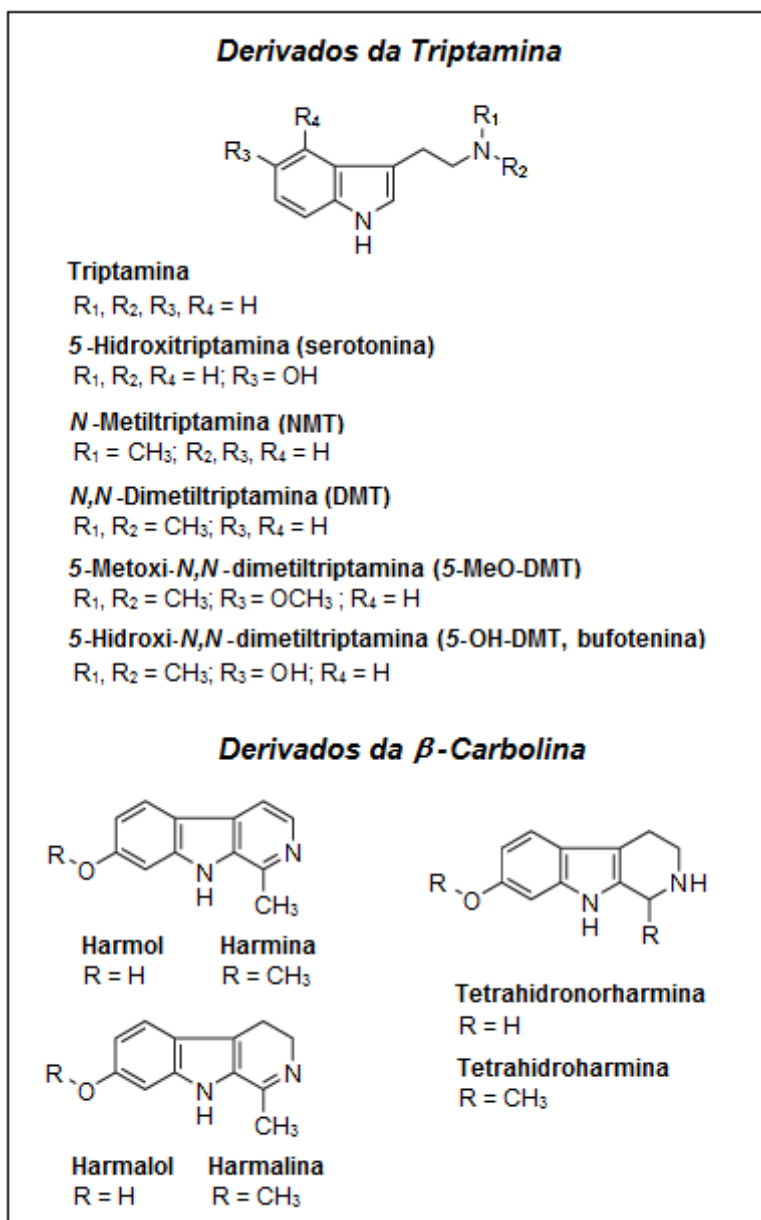 Derivados da Triptamina
R₄
R₁
R₃
N
R₂
N
H
Triptamina
R₁, R₂, R₃, R₄ = H
5-Hidroxitriptamina (serotonina)
R₁, R₂, R₄ = H; R₃ = OH
N-Metiltriptamina (NMT)
R₁ = CH₃; R₂, R₃, R₄ = H
N,N-Dimetiltriptamina (DMT)
R₁, R₂ = CH₃; R₃, R₄ = H
5-Metoxi-N,N-dimetiltriptamina (5-MeO-DMT)
R₁, R₂ = CH₃; R₃ = OCH₃ ; R₄ = H
5-Hidroxi-N,N-dimetiltriptamina (5-OH-DMT, bufotenina)
R₁, R₂ = CH₃; R₃ = OH; R₄ = H
Derivados da β-Carbolina
R
O
N
H
N
CH₃
Harmol Harmina
R = H R = CH₃
R
O
N
H
N
CH₃
Harmalol Harmalina
R = H R = CH₃
R
O
N
H
NH
R
Tetrahidronorharmina
R = H
Tetrahidroharmina
R = CH₃